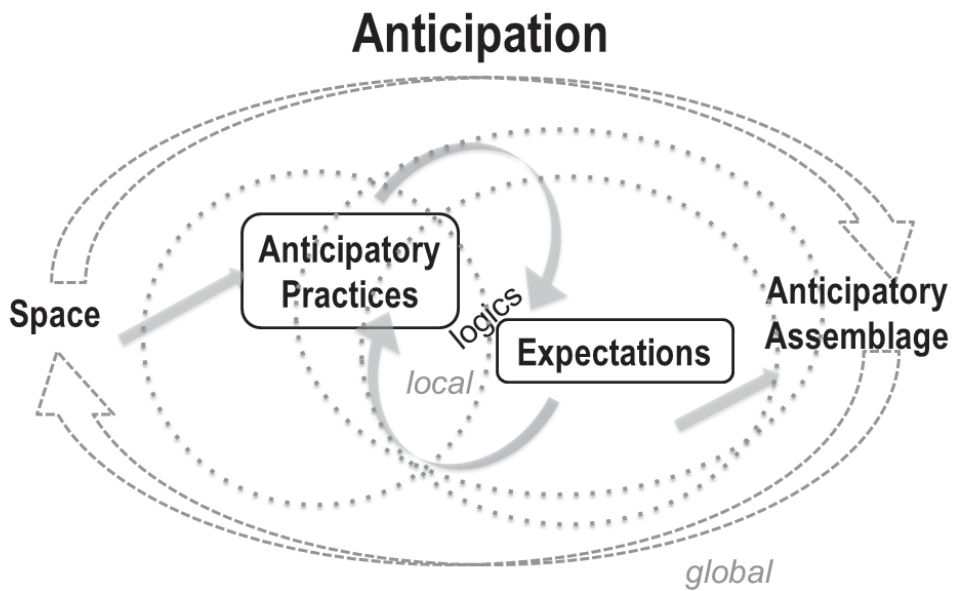 Anticipation
Anticipatory
Practices
Space
logics
Expectations
Anticipatory
Assemblage
local
global